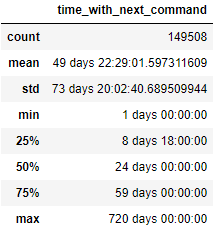 time_with_next_command
count 149508
mean 49 days 22:29:01.597311609
std 73 days 20:02:40.689509944
min 1 days 00:00:00
25% 8 days 18:00:00
50% 24 days 00:00:00
75% 59 days 00:00:00
max 720 days 00:00:00